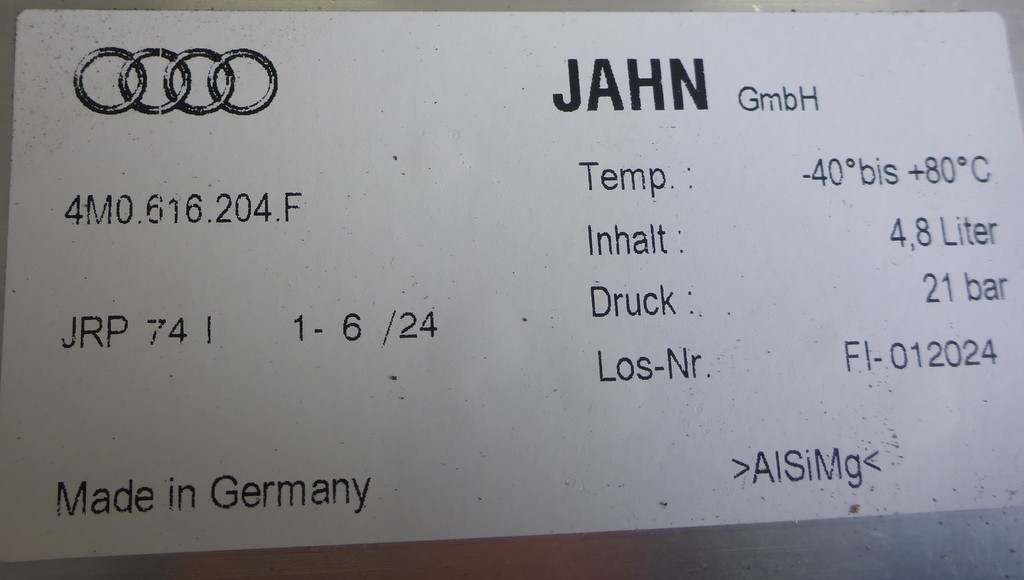 JAHN GmbH
4M0.616.204.F
JRP 74 I 1- 6 /24
Made in Germany
Temp. : -40°bis +80°C
Inhalt : 4,8 Liter
Druck : 21 bar
Los-Nr. FI-012024
>AlSiMg<